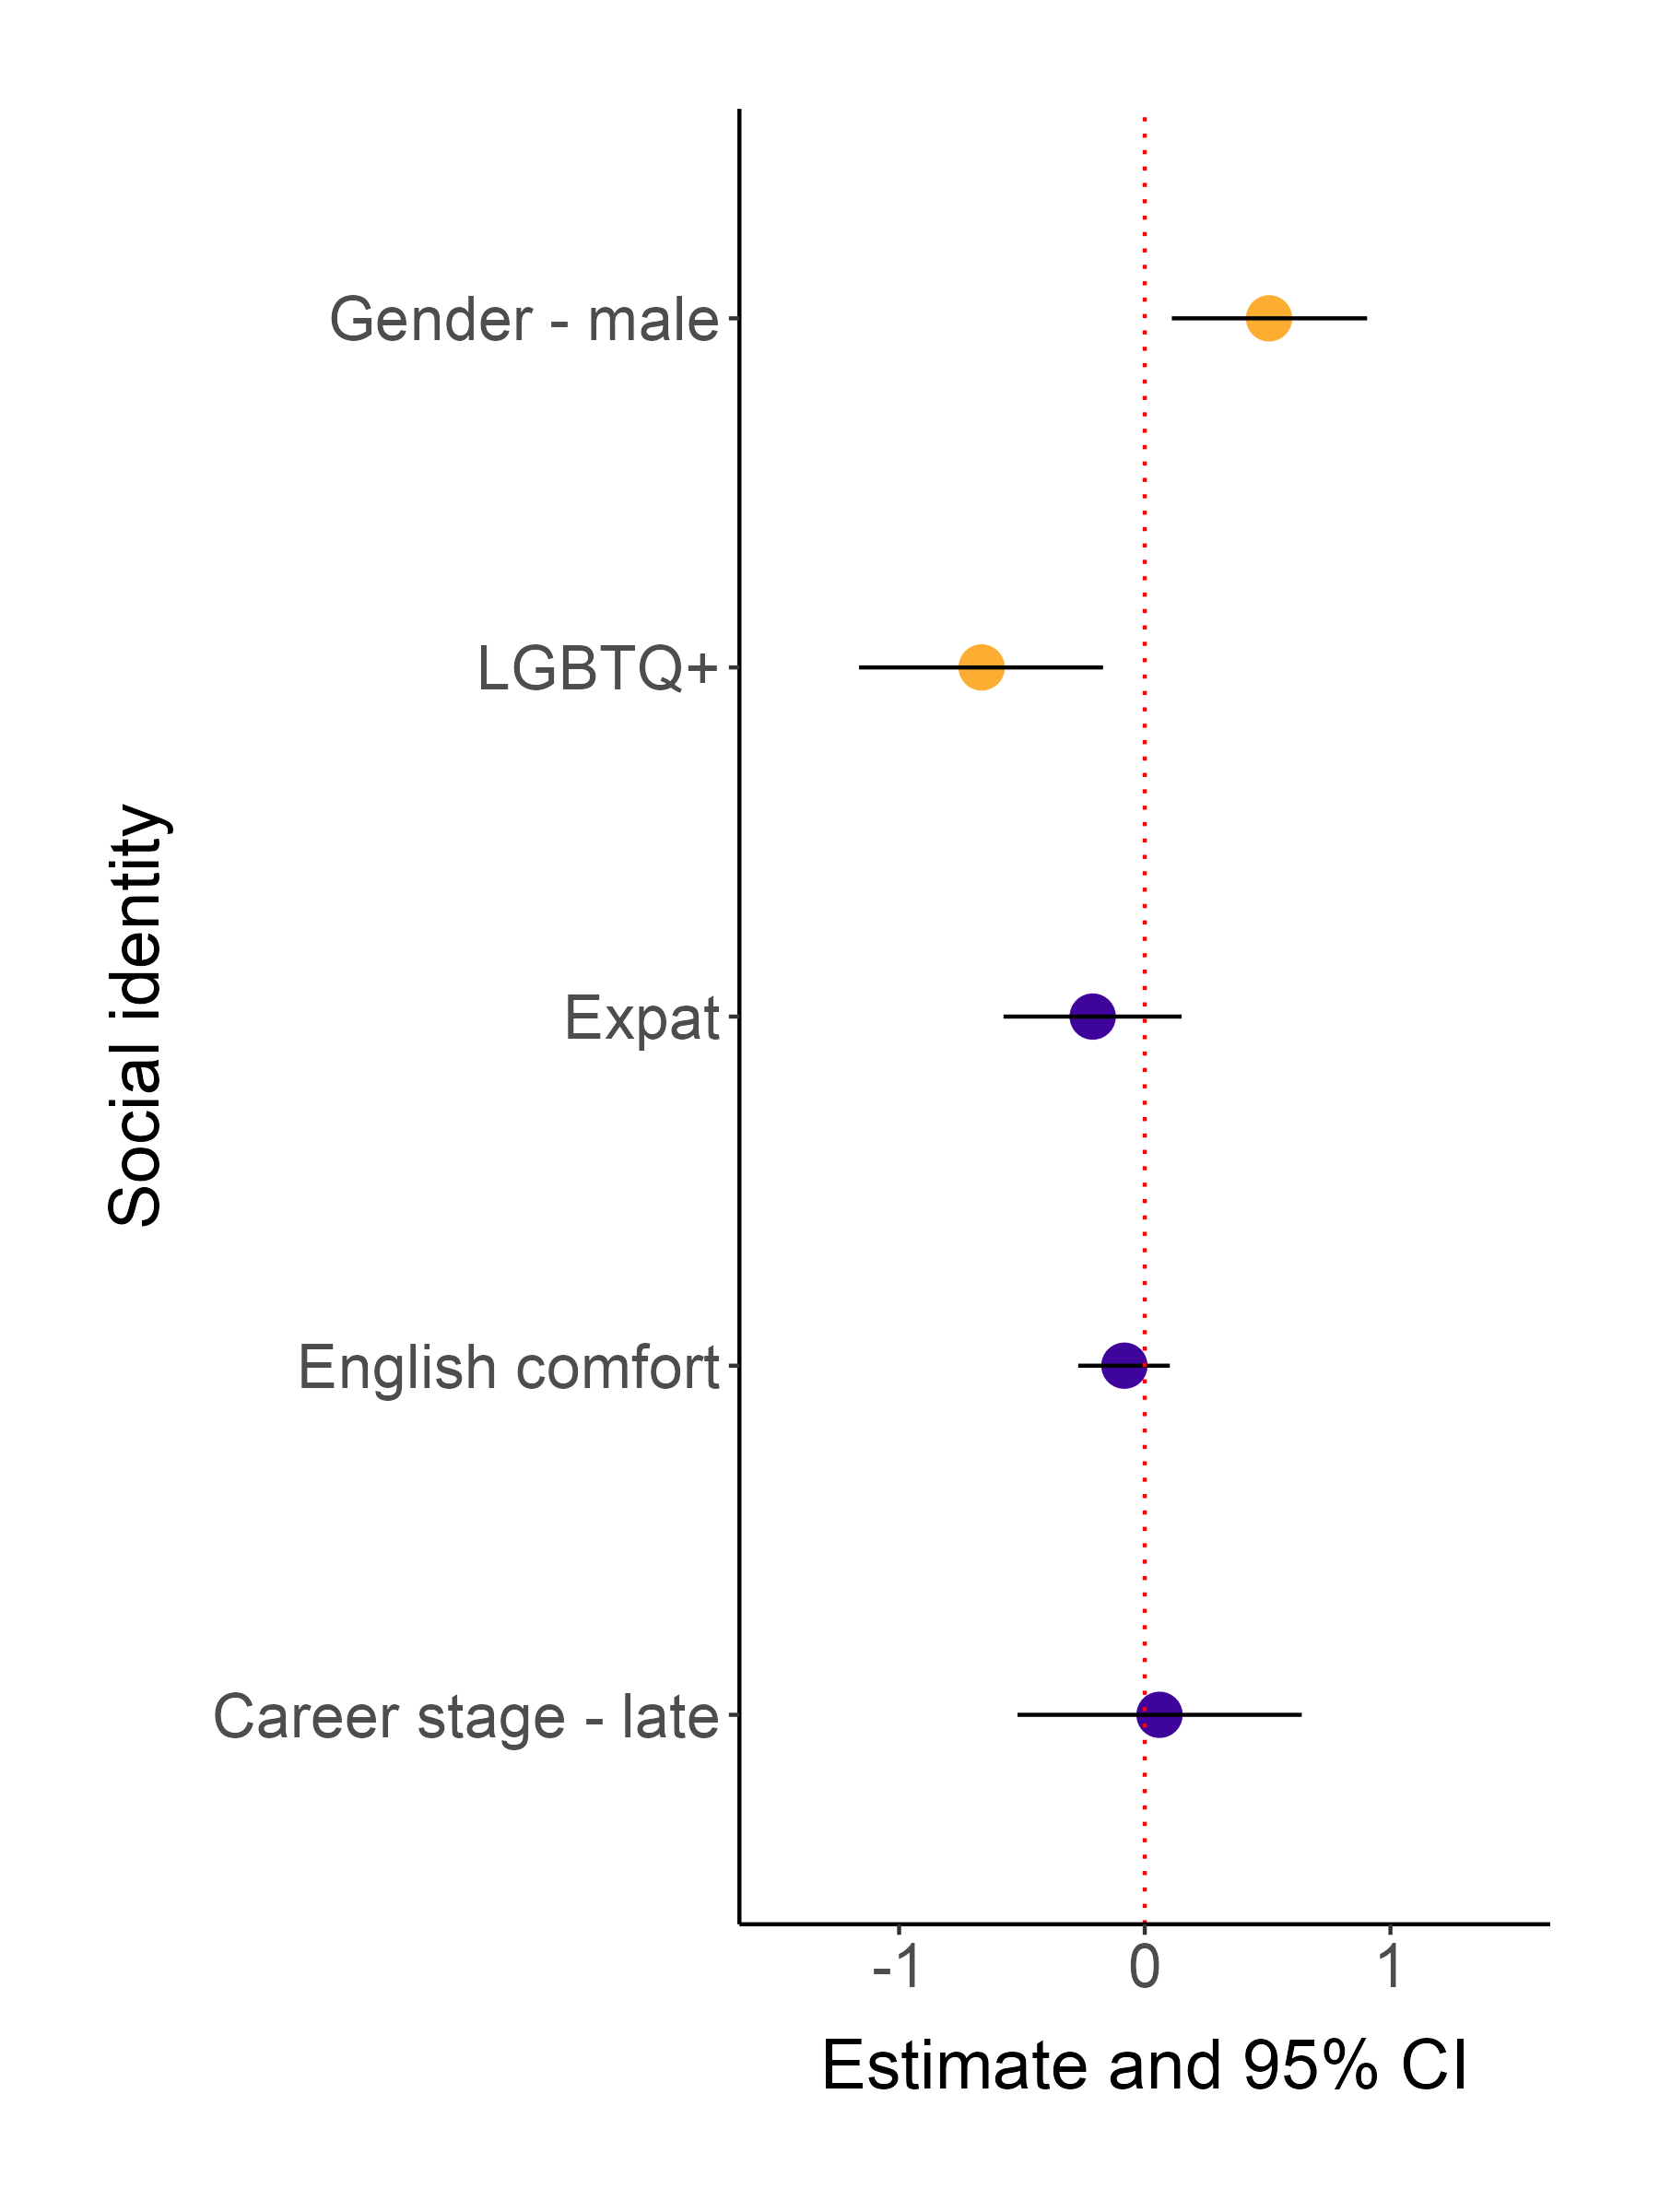 Gender - male
LGBTQ+
Expat
English comfort
Career stage - late
Social identity
-1 0 1
Estimate and 95% CI